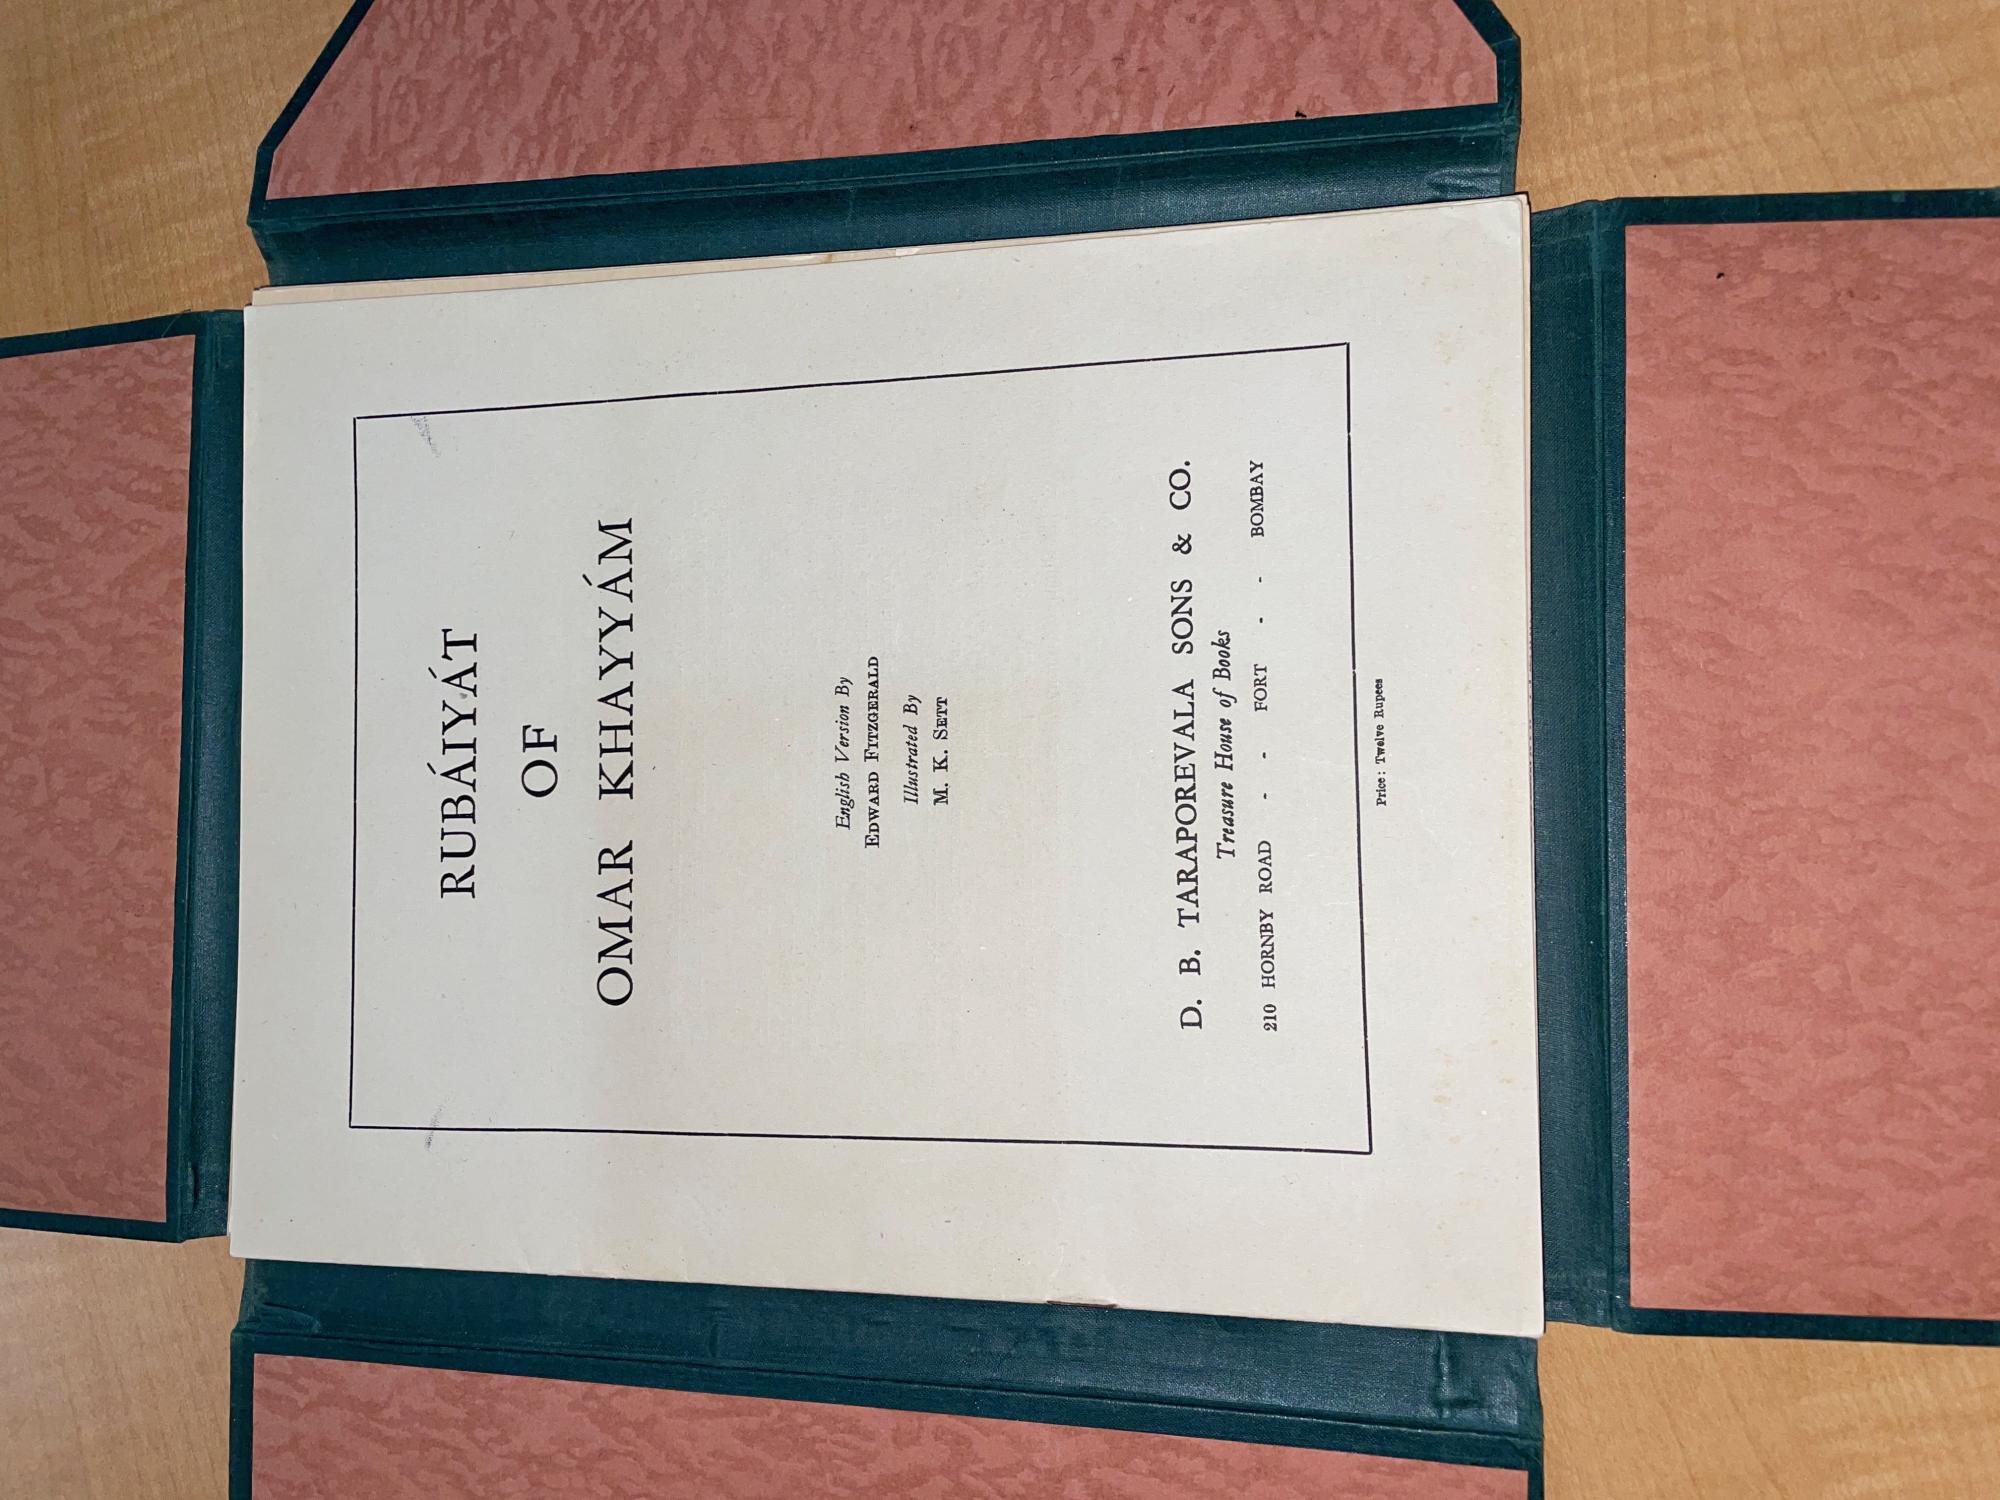 RUBÁIYÁT
OF
OMAR KHAYYÁM
English Version By
EDWARD FITZGERALD
Illustrated By
M. K. SETT
D. B. TARAPOREVALA SONS & CO.
Treasure House of Books
210 HORNBY ROAD - - FORT - - BOMBAY
Price: Twelve Rupees